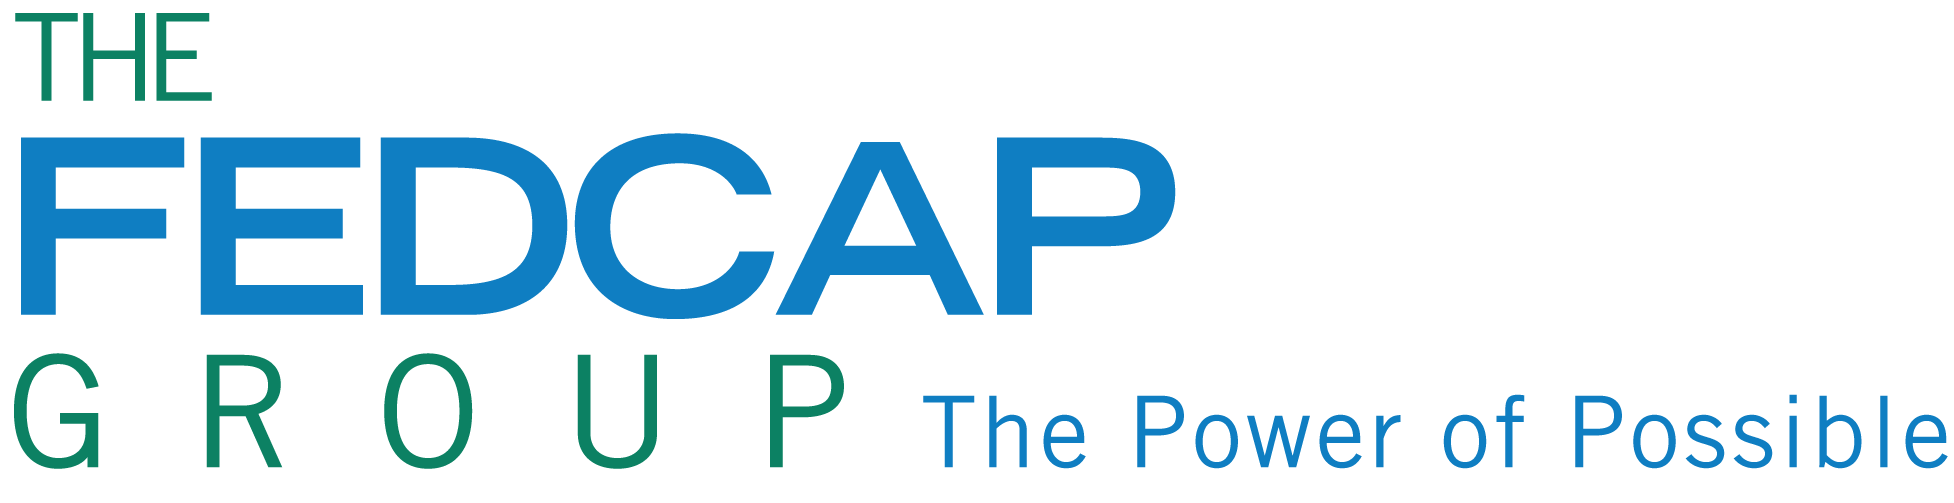 THE
FEDCAP
GROUP The Power of Possible